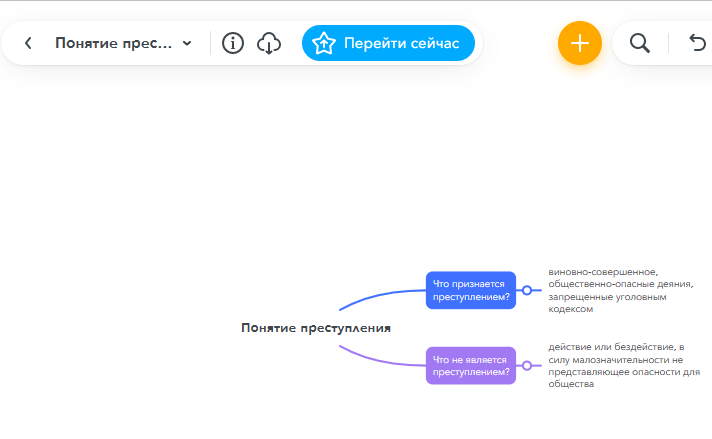 Понятие прес...
Перейти сейчас
виновно-совершенное,
общественно-опасные деяния,
запрещенные уголовным
кодексом
Что признается
преступлением?
Понятие преступления
действие или бездействие, в
силу малозначительности не
представляющее опасности для
общества
Что не является
преступлением?